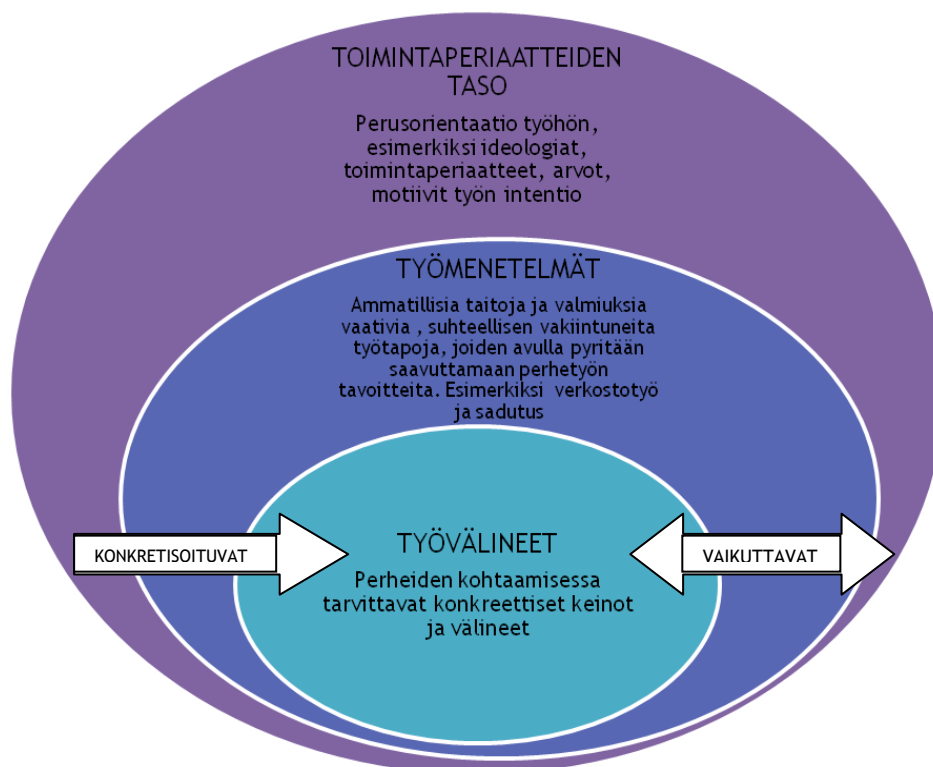 TOIMINTAPERIAATTEIDEN
TASO
Perusorientaatio työhön,
esimerkiksi ideologiat,
toimintaperiaatteet, arvot,
motiivit työn intentio
TYÖMENETELMÄT
Ammatillisia taitoja ja valmiuksia
vaativia , suhteellisen vakiintuneita
työtapoja, joiden avulla pyritään
saavuttamaan perhetyön
tavoitteita. Esimerkiksi verkostotyö
ja sadutus
KONKRETISOITUVAT
TYÖVÄLINEET
Perheiden kohtaamisessa
tarvittavat konkreettiset keinot
ja välineet
VAIKUTTAVAT